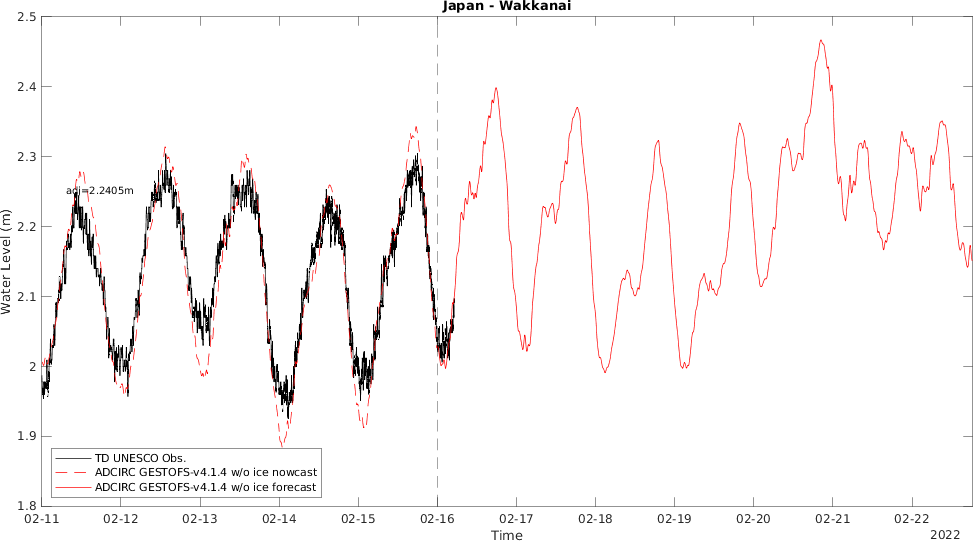 Japan - Wakkanai
2.5
2.4
2.3
2.2
2.1
2
1.9
1.8
Water Level (m)
adj=2.2405m
TD UNESCO Obs.
ADCIRC GESTOFS-v4.1.4 w/o ice nowcast
ADCIRC GESTOFS-v4.1.4 w/o ice forecast
02-11 02-12 02-13 02-14 02-15 02-16 02-17 02-18 02-19 02-20 02-21 02-22
Time
2022